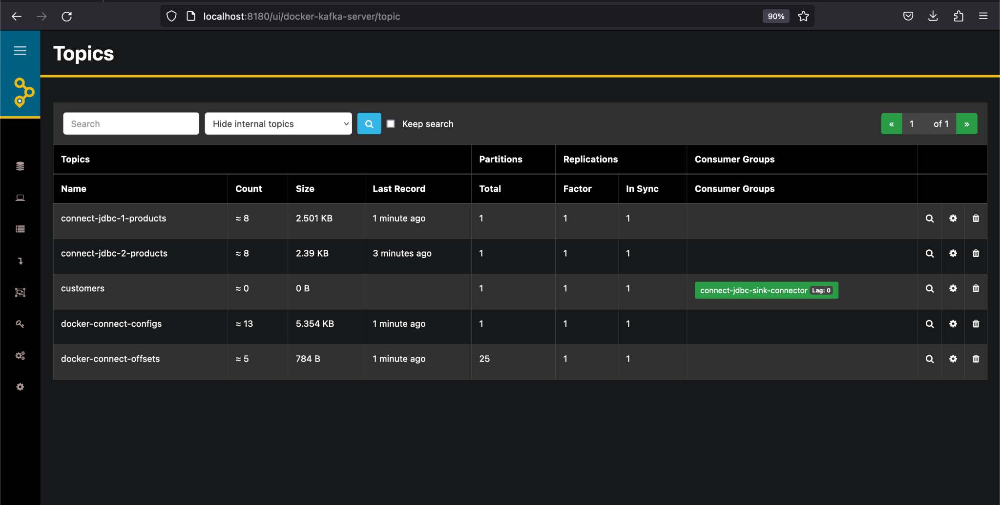 localhost:8180/ui/docker-kafka-server/topic 90%
Topics
Search Hide internal topics Keep search « 1 of 1 »
Topics Partitions Replications Consumer Groups
Name Count Size Last Record Total Factor In Sync Consumer Groups
connect-jdbc-1-products ≈ 8 2.501 KB 1 minute ago 1 1 1
connect-jdbc-2-products ≈ 8 2.39 KB 3 minutes ago 1 1 1
customers ≈ 0 0 B 1 1 1 connect-jdbc-sink-connector Lag: 0
docker-connect-configs ≈ 13 5.354 KB 1 minute ago 1 1 1
docker-connect-offsets ≈ 5 784 B 1 minute ago 25 1 1